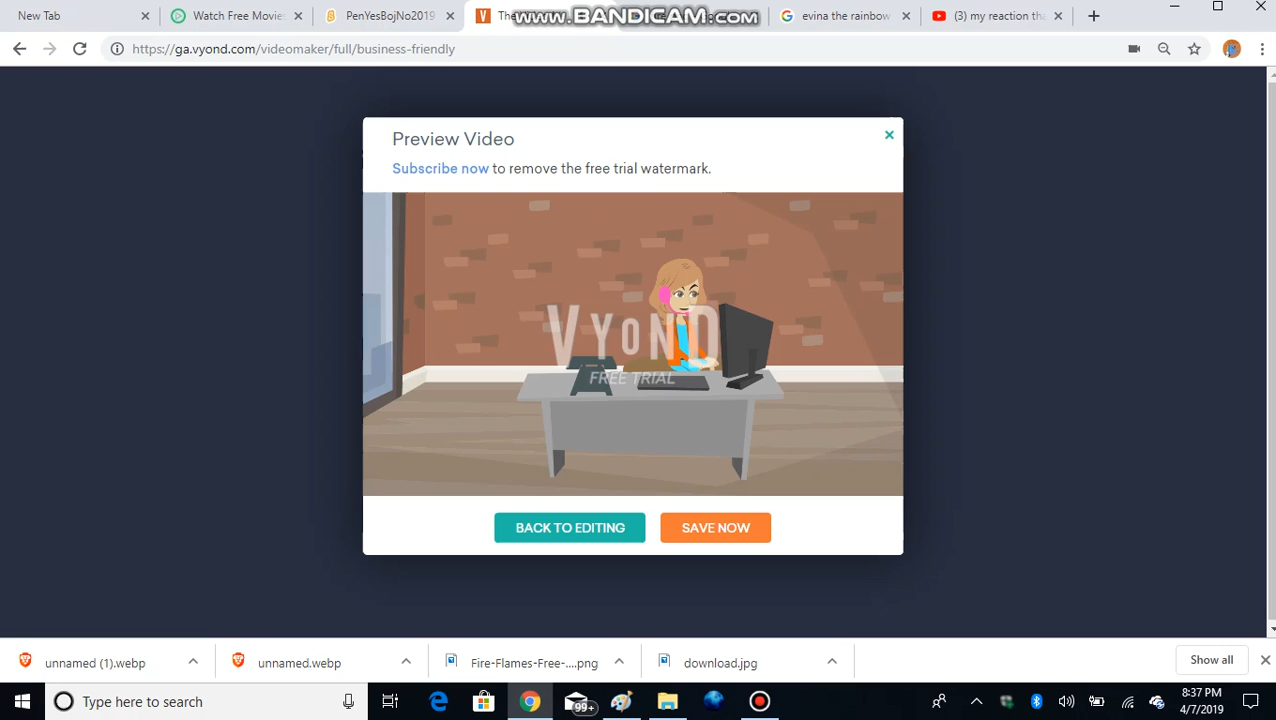 New Tab
Watch Free Movies
PenYesBojNo2019
The
www.BANDICAM.com
evina the rainbow
(3) my reaction tha
https://ga.vyond.com/videomaker/full/business-friendly
Preview Video
Subscribe now to remove the free trial watermark.
VYOND
FREE TRIAL
BACK TO EDITING
SAVE NOW
unnamed (1).webp
unnamed.webp
Fire-Flames-Free-....png
download.jpg
Show all
Type here to search
99+
8:37 PM
4/7/2019